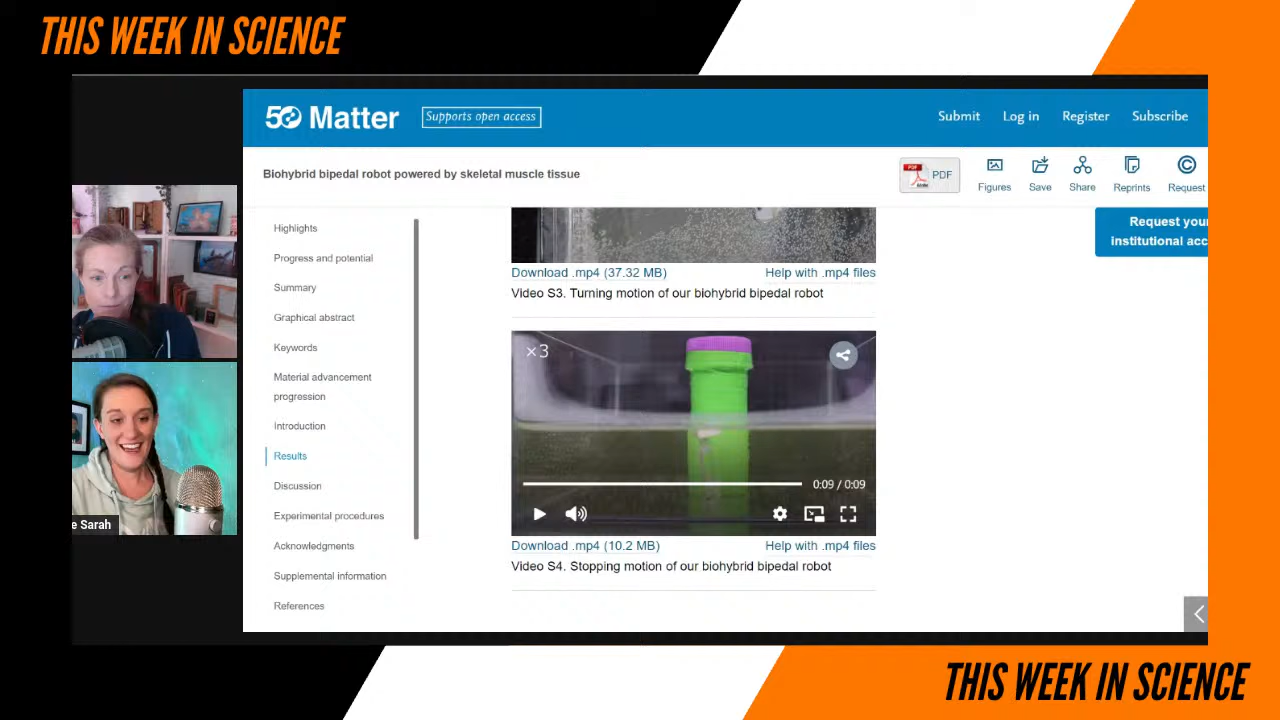 THIS WEEK IN SCIENCE
50 Matter
Supports open access
Submit Log in Register Subscribe
Biohybrid bipedal robot powered by skeletal muscle tissue
PDF PDF Figures Save Share Reprints Request
Highlights
Progress and potential
Summary
Graphical abstract
Keywords
Material advancement
progression
Introduction
Results
Discussion
Experimental procedures
Acknowledgments
Supplemental information
References
Download .mp4 (37.32 MB) Help with .mp4 files
Video S3. Turning motion of our biohybrid bipedal robot
×3
0:09 / 0:09
Download .mp4 (10.2 MB) Help with .mp4 files
Video S4. Stopping motion of our biohybrid bipedal robot
Request your
institutional acc
e Sarah
THIS WEEK IN SCIENCE